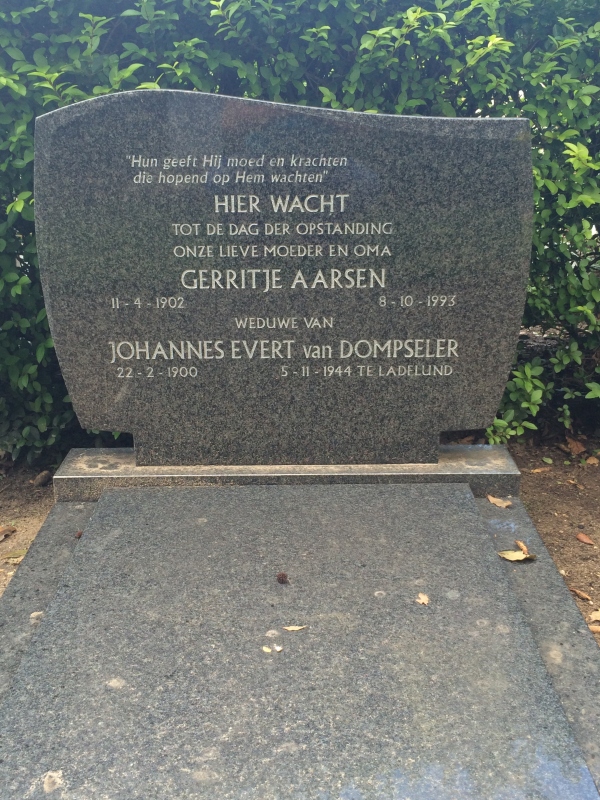 "Hun geeft Hij moed en krachten
die hopend op Hem wachten"
HIER WACHT
TOT DE DAG DER OPSTANDING
ONZE LIEVE MOEDER EN OMA
GERRITJE AARSEN
11 - 4 - 1902 8 - 10 - 1993
WEDUWE VAN
JOHANNES EVERT van DOMPSELER
22 - 2 - 1900 5 - 11 - 1944 TE LADELUND